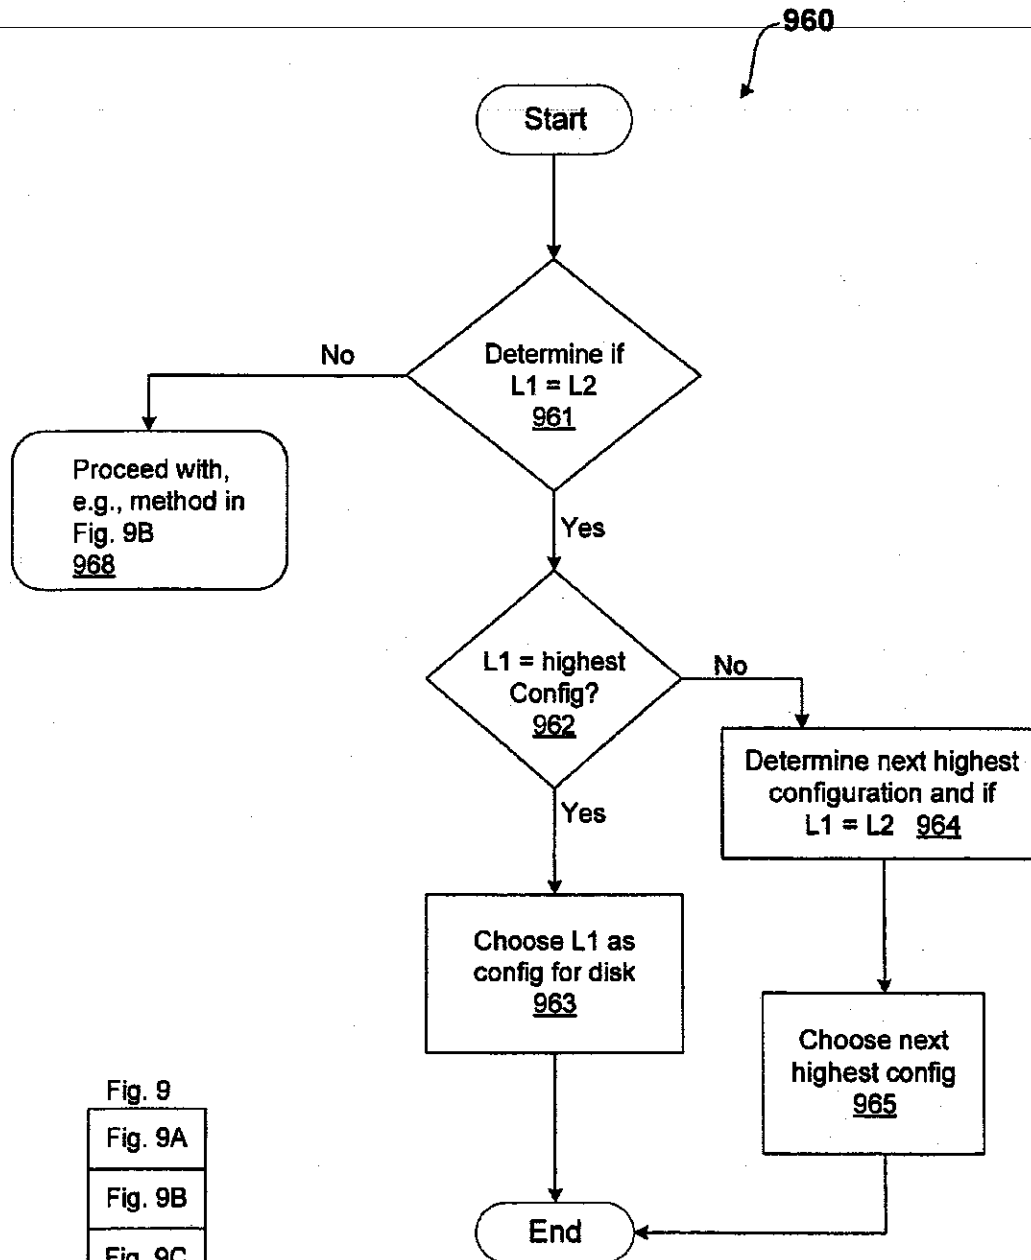 960
Start
Determine if
L1 = L2
961
No
Yes
Proceed with,
e.g., method in
Fig. 9B
968
L1 = highest
Config?
962
No
Yes
Determine next highest
configuration and if
L1 = L2 964
Choose L1 as
config for disk
963
Choose next
highest config
965
End
Fig. 9
Fig. 9A
Fig. 9B
Fig. 9C